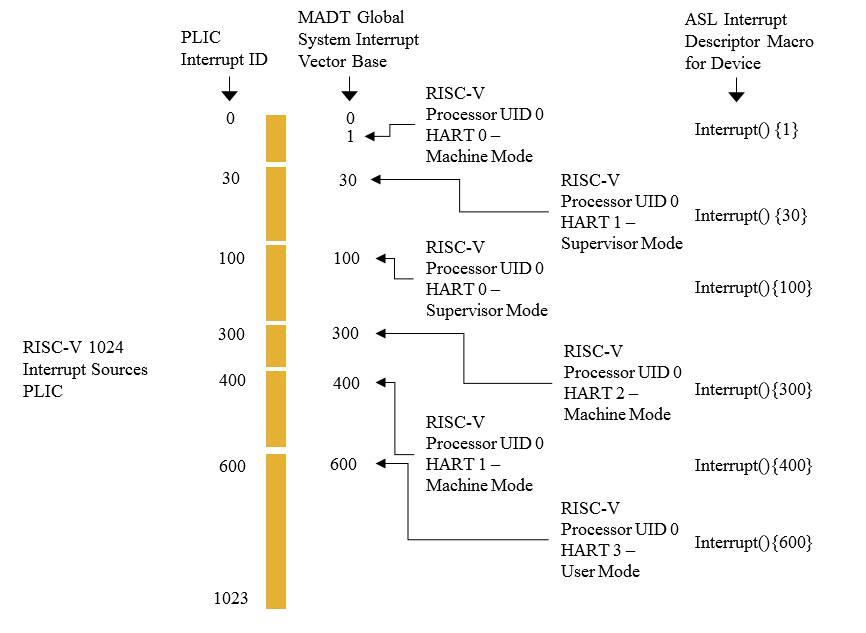 PLIC
Interrupt ID
MADT Global
System Interrupt
Vector Base
ASL Interrupt
Descriptor Macro
for Device
0
0
1
RISC-V
Processor UID 0
HART 0 –
Machine Mode
Interrupt() {1}
30
30
RISC-V
Processor UID 0
HART 1 –
Supervisor Mode
Interrupt() {30}
100
100
RISC-V
Processor UID 0
HART 0 –
Supervisor Mode
Interrupt(){100}
RISC-V 1024
Interrupt Sources
PLIC
300
300
RISC-V
Processor UID 0
HART 2 –
Machine Mode
Interrupt(){300}
400
400
RISC-V
Processor UID 0
HART 1 –
Machine Mode
Interrupt(){400}
600
600
RISC-V
Processor UID 0
HART 3 –
User Mode
Interrupt(){600}
1023